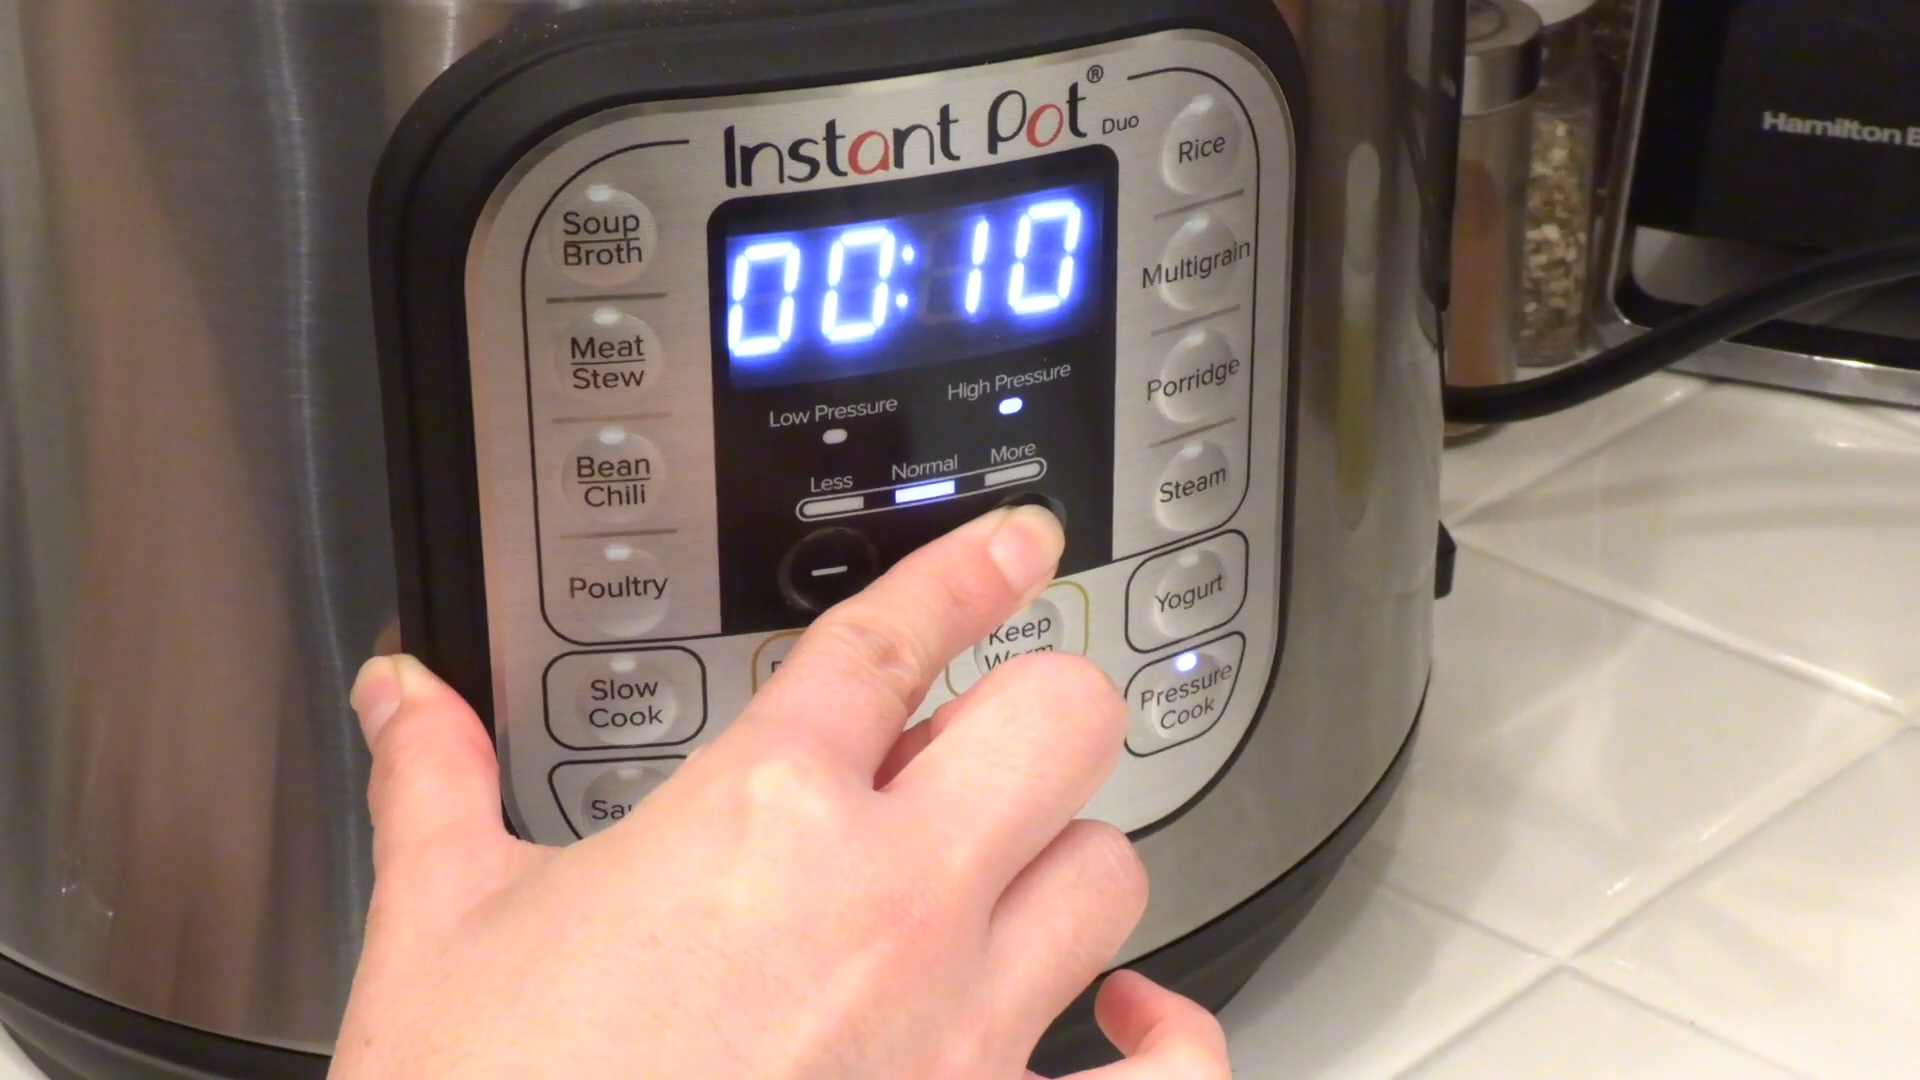 Instant Pot® Duo
Soup
Broth
Meat
Stew
Bean
Chili
Poultry
Slow
Cook
00:10
Low Pressure
High Pressure
Less
Normal
More
−
Keep
Warm
Rice
Multigrain
Porridge
Steam
Yogurt
Pressure
Cook
Hamilton